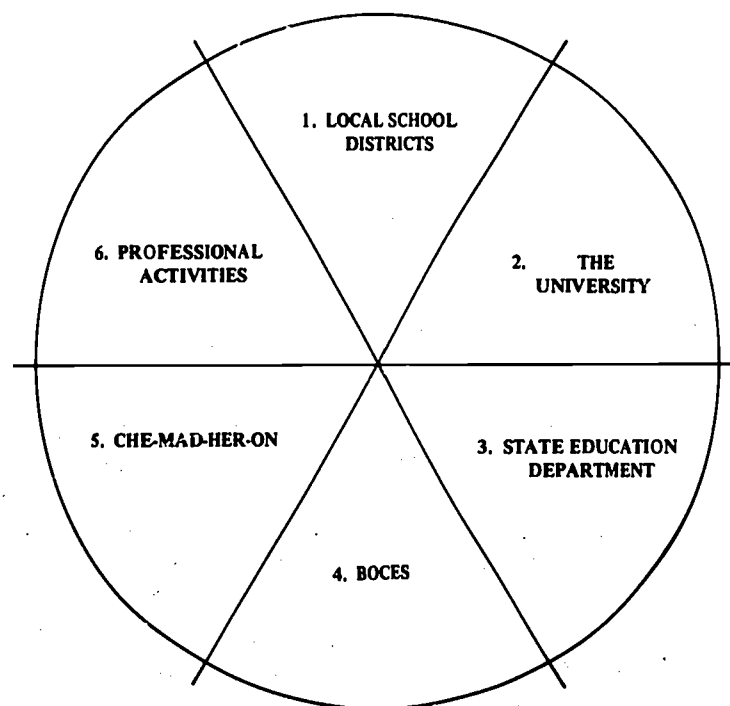 1. LOCAL SCHOOL
DISTRICTS
2. THE
UNIVERSITY
3. STATE EDUCATION
DEPARTMENT
4. BOCES
5. CHE-MAD-HER-ON
6. PROFESSIONAL
ACTIVITIES